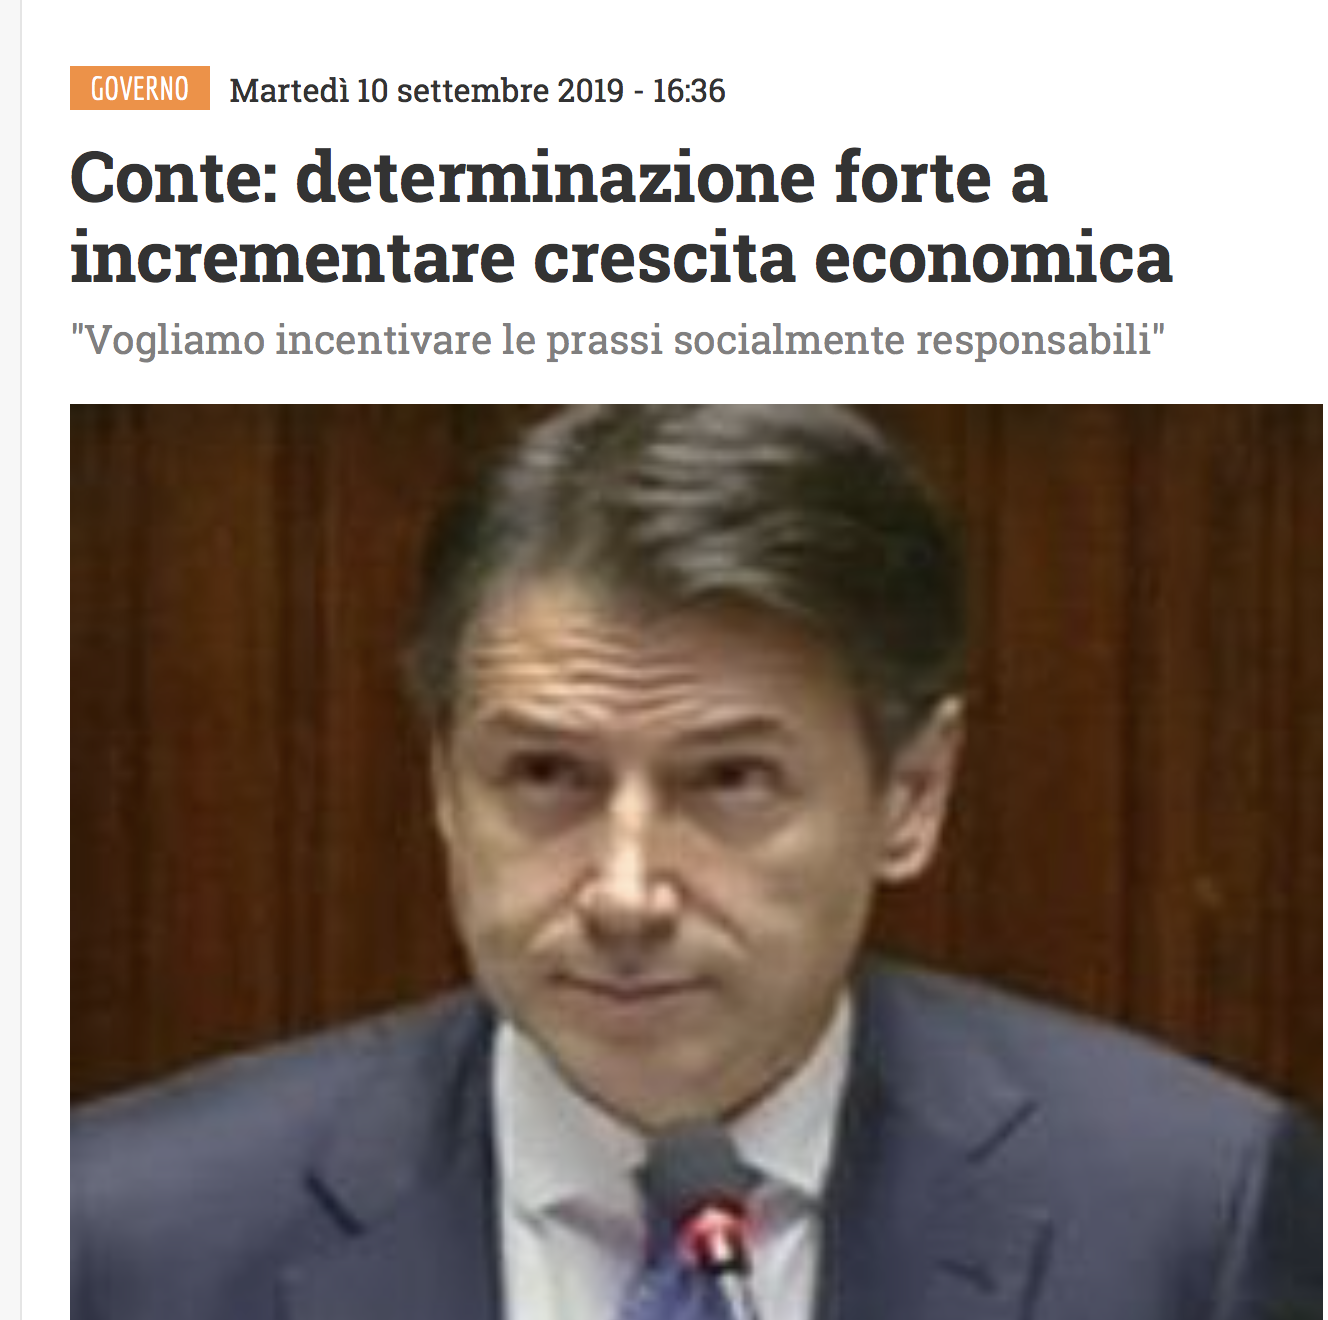 GOVERNO Martedì 10 settembre 2019 - 16:36
Conte: determinazione forte a
incrementare crescita economica
"Vogliamo incentivare le prassi socialmente responsabili"